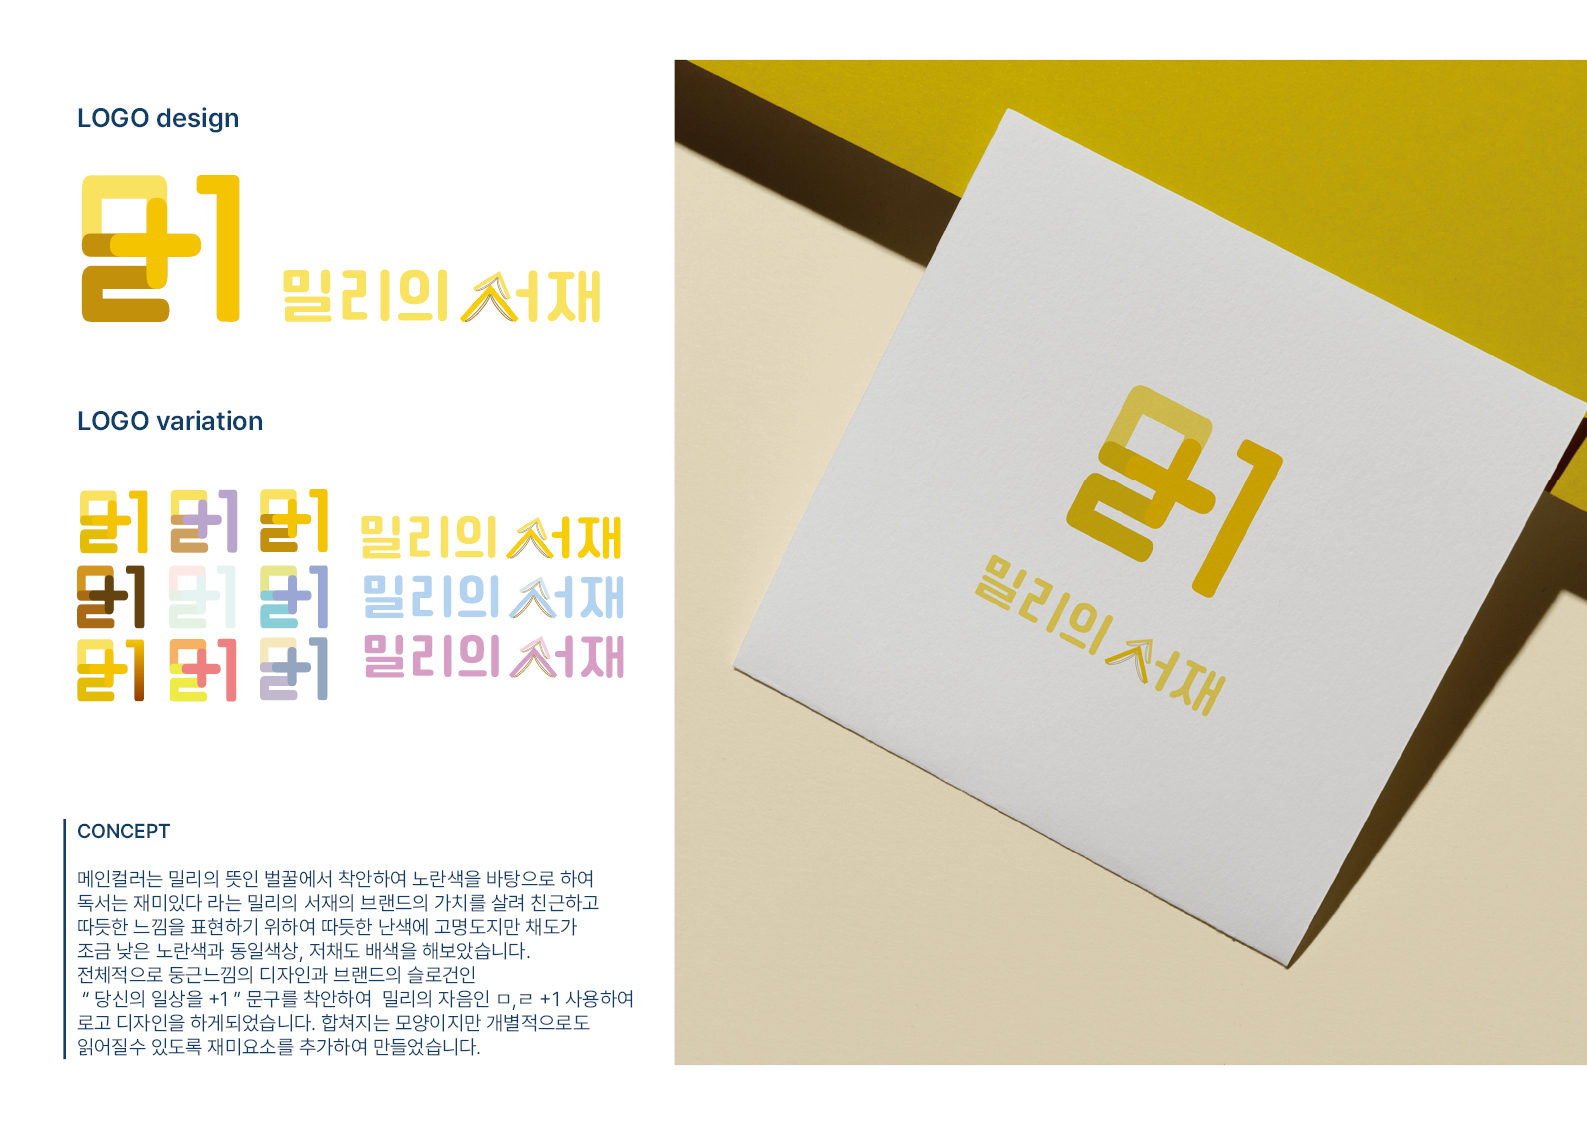 LOGO design
+1
밀리의 서재
LOGO variation
+1 +1 +1
+1 +1 +1
+1 +1 +1
밀리의 서재
밀리의 서재
밀리의 서재
CONCEPT
메인컬러는 밀리의 뜻인 벌꿀에서 착안하여 노란색을 바탕으로 하여
독서는 재미있다 라는 밀리의 서재의 브랜드의 가치를 살려 친근하고
따듯한 느낌을 표현하기 위하여 따듯한 난색에 고명도지만 채도가
조금 낮은 노란색과 동일색상, 저채도 배색을 해보았습니다.
전체적으로 둥근느낌의 디자인과 브랜드의 슬로건인
“ 당신의 일상을 +1 ” 문구를 착안하여 밀리의 자음인 ㅁ,ㄹ +1 사용하여
로고 디자인을 하게되었습니다. 합쳐지는 모양이지만 개별적으로도
읽어질수 있도록 재미요소를 추가하여 만들었습니다.
+1
밀리의 서재